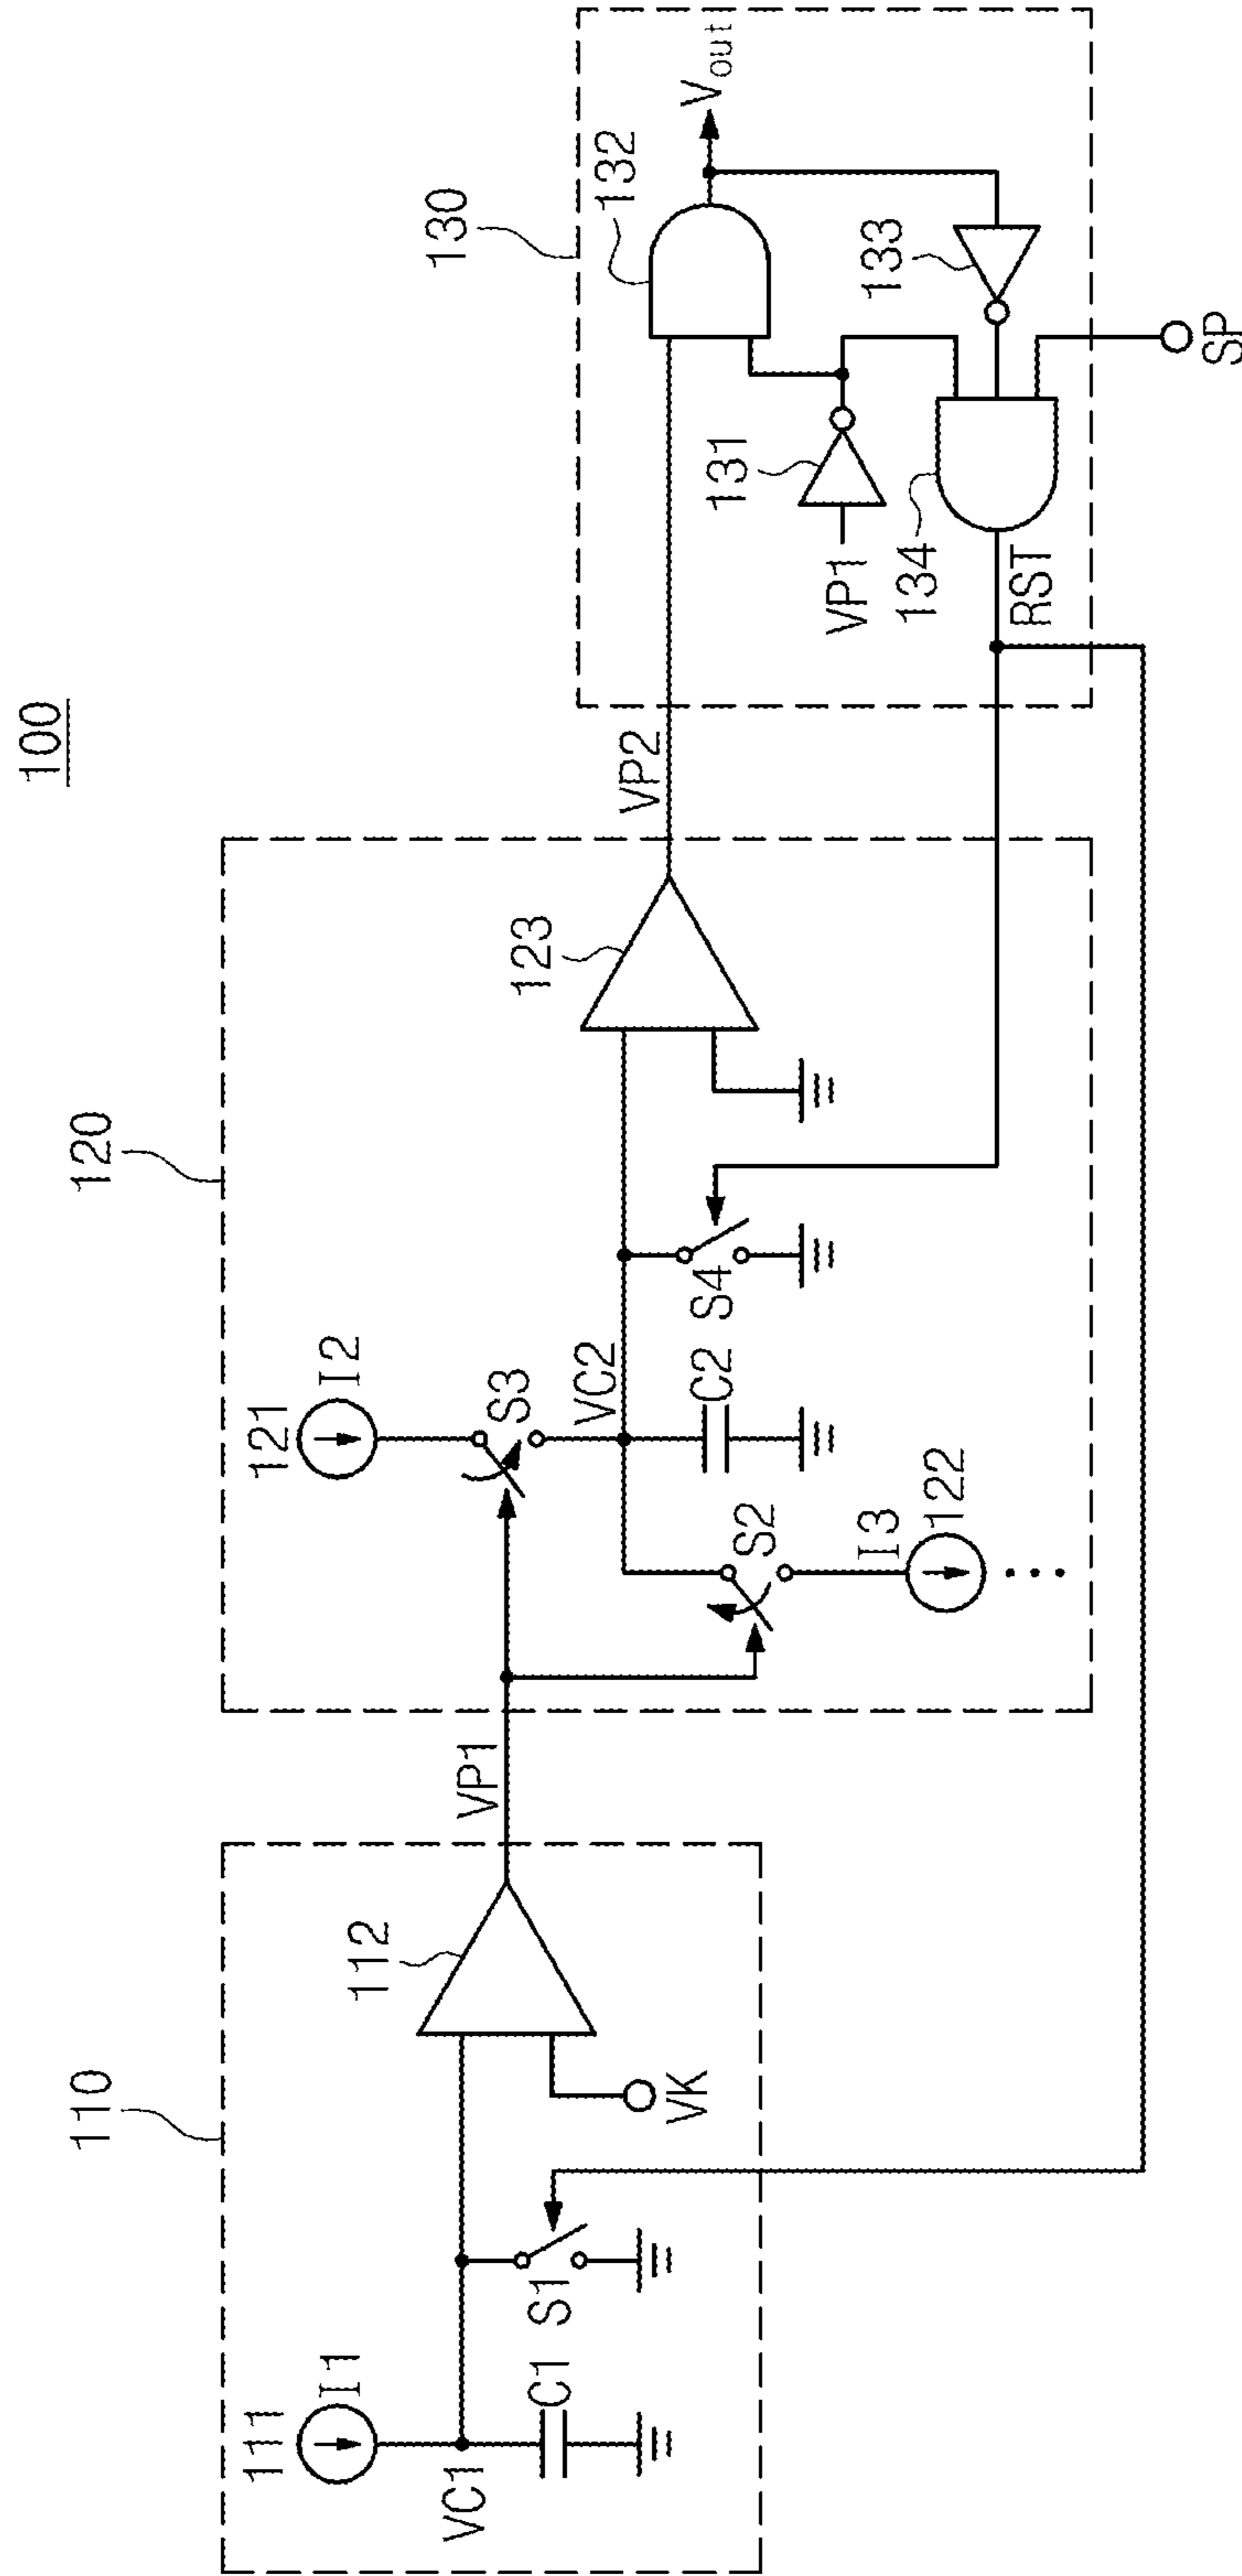 100
110
111
I1
VC1
C1
S1
VK
112
VP1
120
121
I2
S3
VC2
C2
S2
I3
122
...
S4
123
VP2
130
132
Vout
131
VP1
133
134
RST
SP